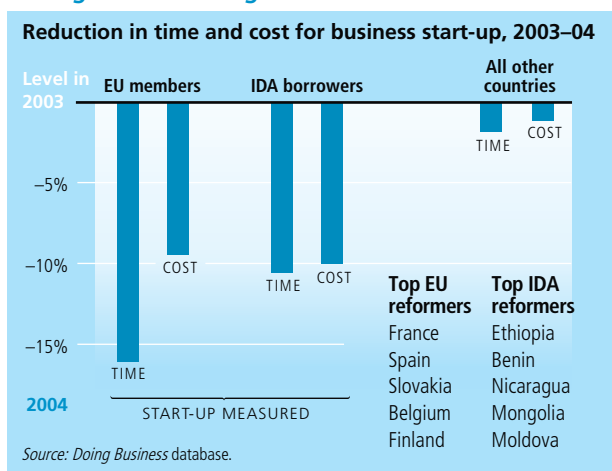 Reduction in time and cost for business start-up, 2003–04
Level in
2003
EU members
IDA borrowers
All other
countries
TIME
COST
–5%
–10%
COST
TIME
COST
–15%
TIME
2004
START-UP MEASURED
Top EU
reformers
France
Spain
Slovakia
Belgium
Finland
Top IDA
reformers
Ethiopia
Benin
Nicaragua
Mongolia
Moldova
Source: Doing Business database.